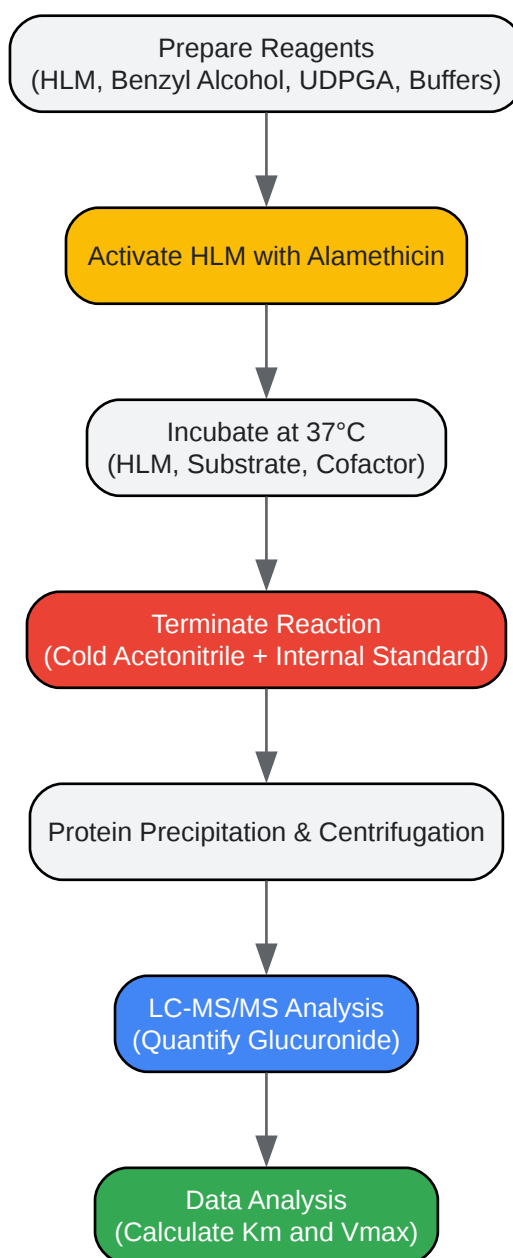 Prepare Reagents
(HLM, Benzyl Alcohol, UDPGA, Buffers)
Activate HLM with Alamethicin
Incubate at 37°C
(HLM, Substrate, Cofactor)
Terminate Reaction
(Cold Acetonitrile + Internal Standard)
Protein Precipitation & Centrifugation
LC-MS/MS Analysis
(Quantify Glucuronide)
Data Analysis
(Calculate Km and Vmax)